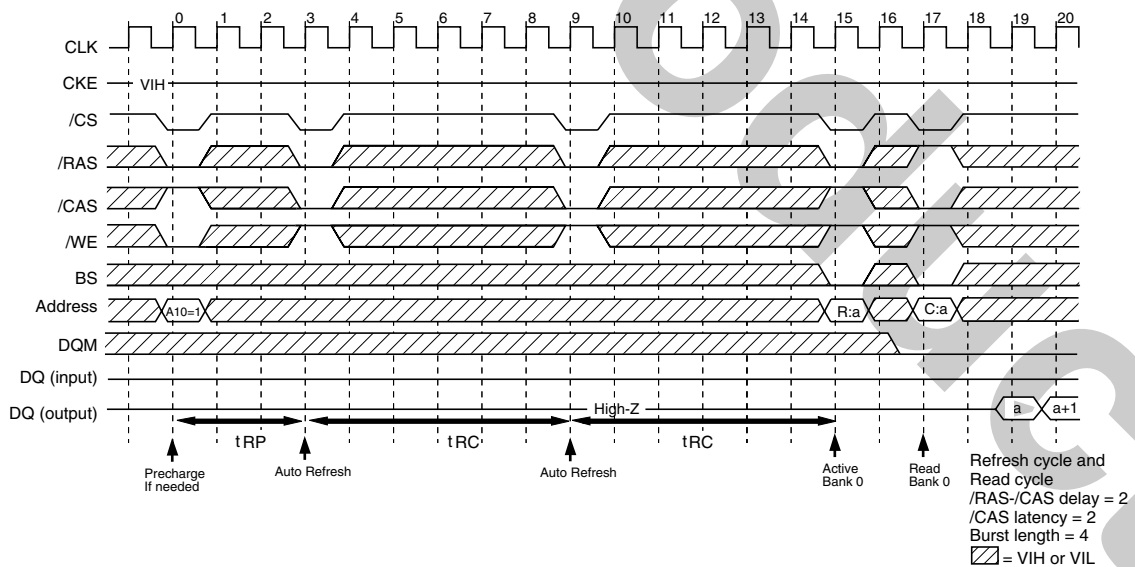 0 1 2 3 4 5 6 7 8 9 10 11 12 13 14 15 16 17 18 19 20
CLK
CKE VIH
/CS
/RAS
/CAS
/WE
BS
Address A10=1 R:a C:a
DQM
DQ (input)
DQ (output) High-Z a a+1
tRP tRC tRC
Precharge
If needed
Auto Refresh
Auto Refresh
Active
Bank 0
Read
Bank 0
Refresh cycle and
Read cycle
/RAS-/CAS delay = 2
/CAS latency = 2
Burst length = 4
= VIH or VIL